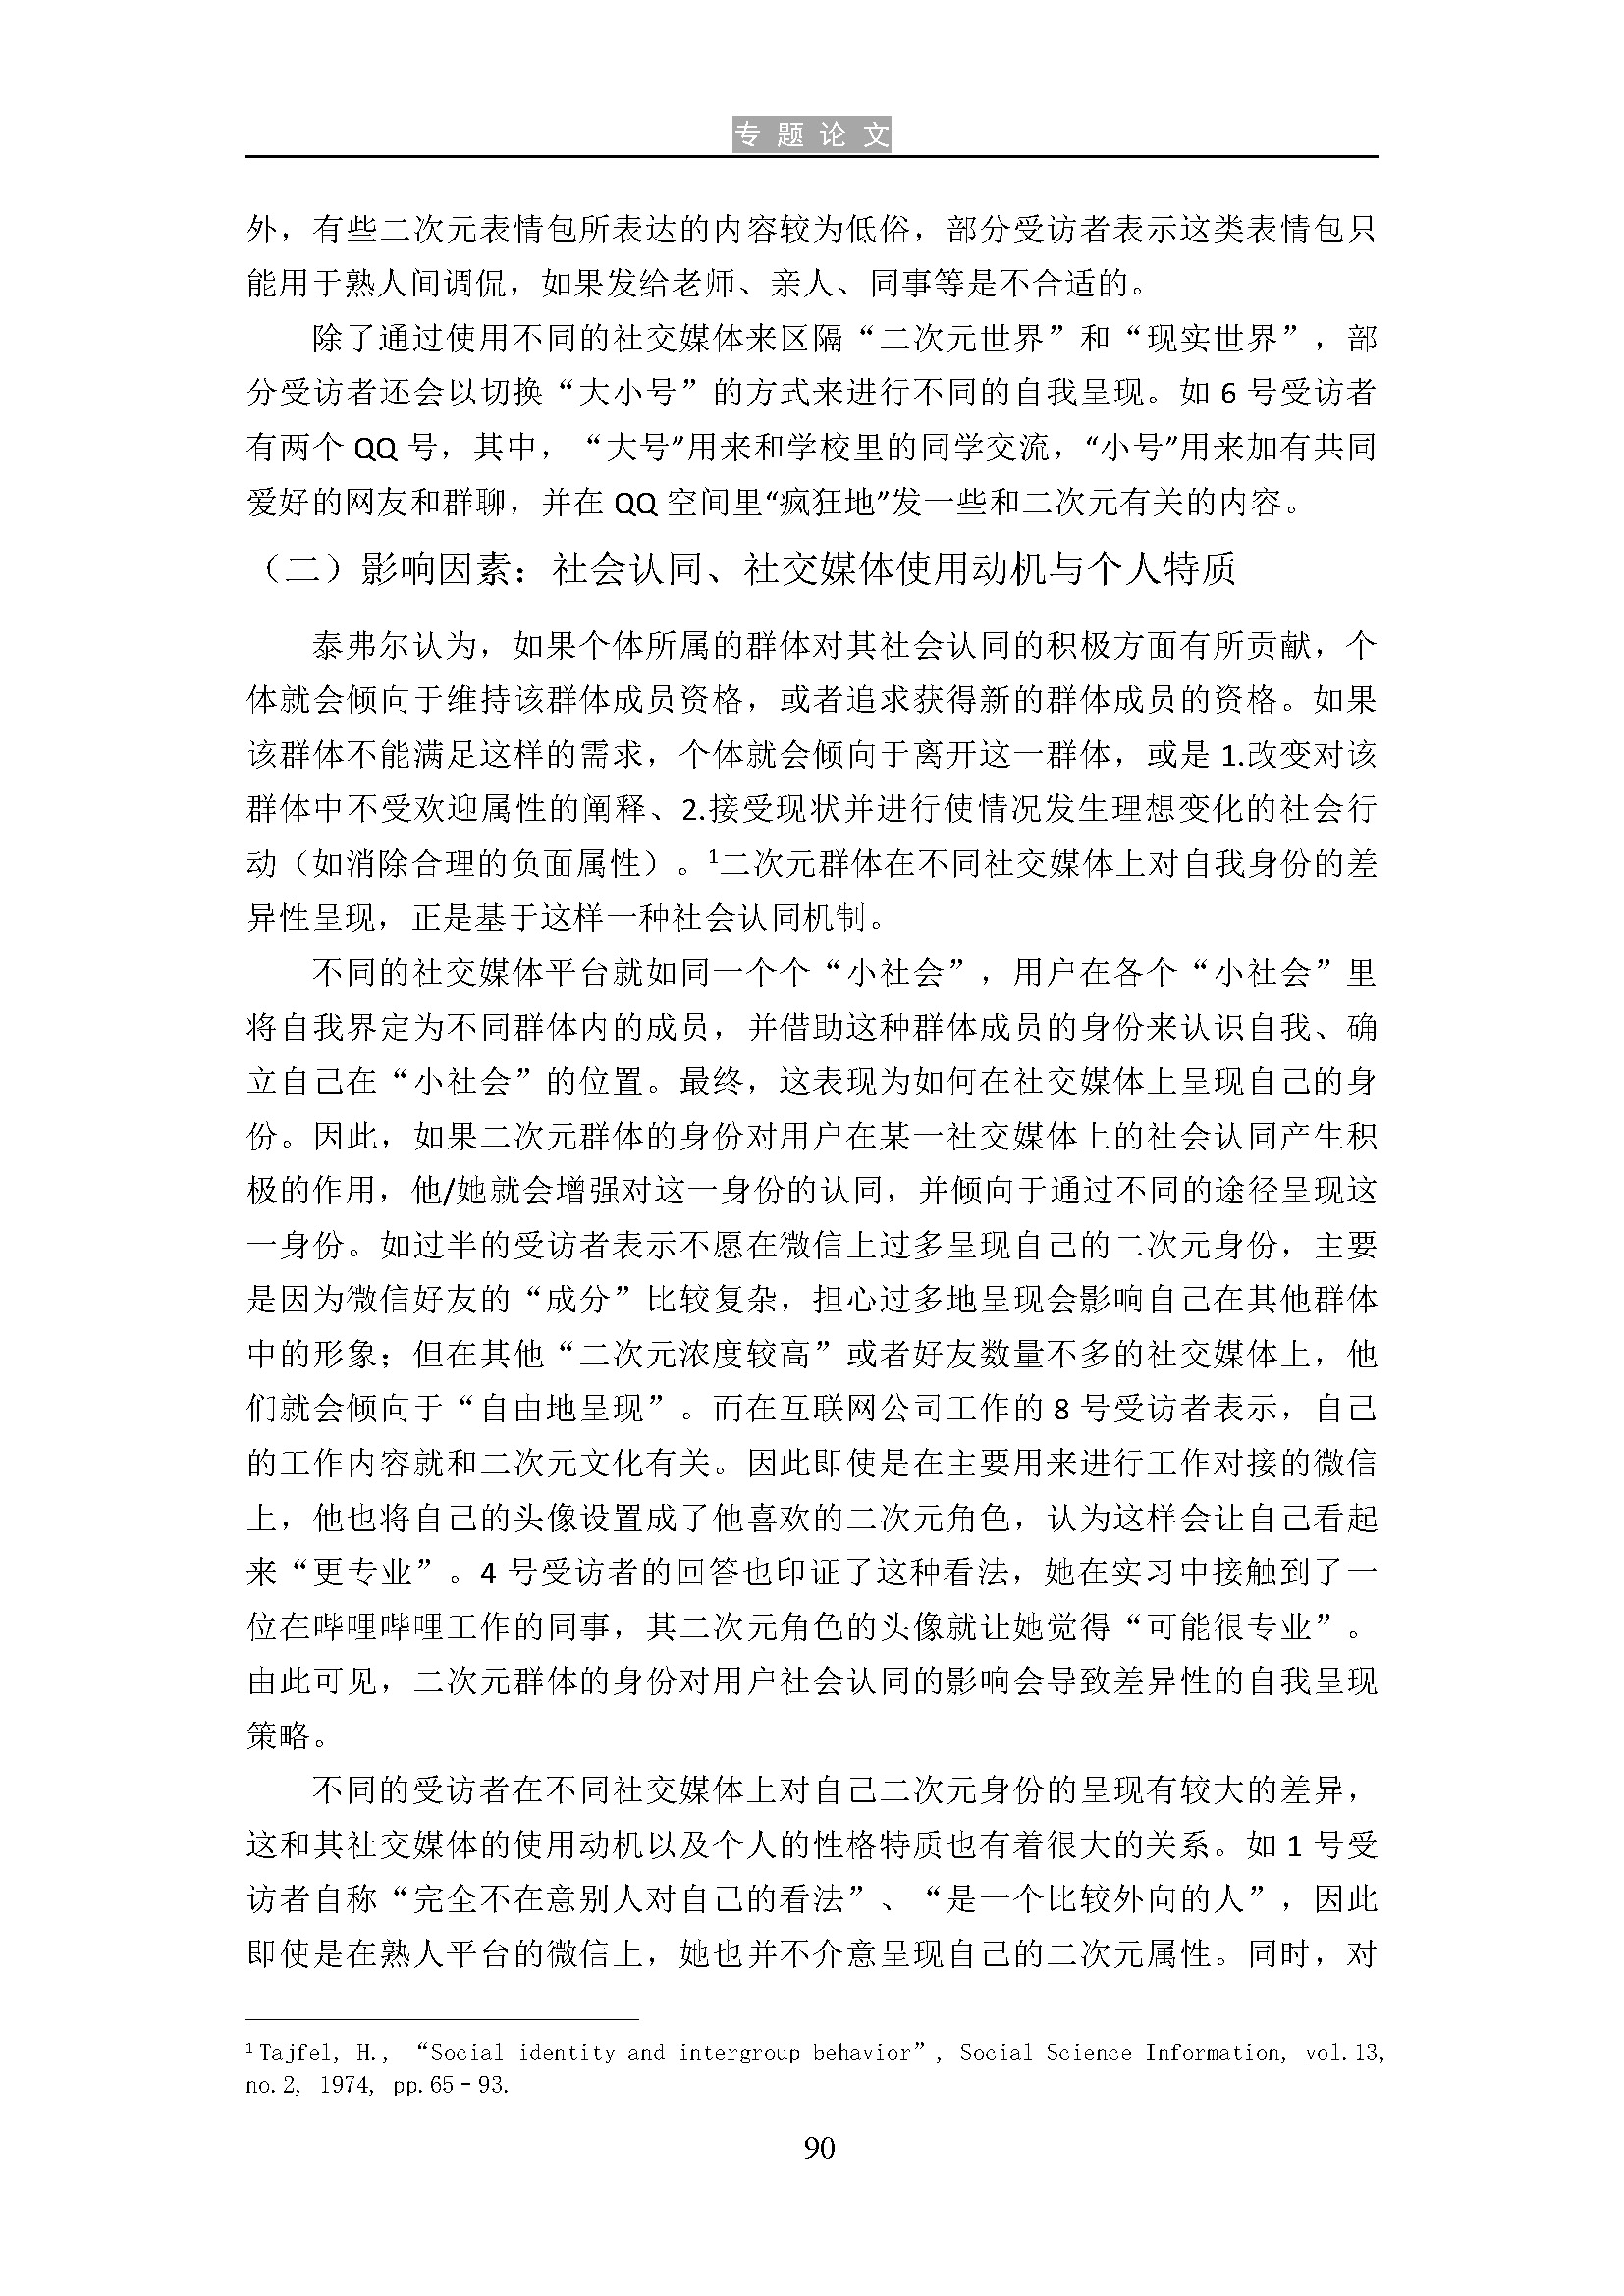 专 题 论 文
外，有些二次元表情包所表达的内容较为低俗，部分受访者表示这类表情包只
能用于熟人间调侃，如果发给老师、亲人、同事等是不合适的。
除了通过使用不同的社交媒体来区隔“二次元世界”和“现实世界”，部
分受访者还会以切换“大小号”的方式来进行不同的自我呈现。如 6 号受访者
有两个 QQ 号，其中，“大号”用来和学校里的同学交流，“小号”用来加有共同
爱好的网友和群聊，并在 QQ 空间里“疯狂地”发一些和二次元有关的内容。
（二）影响因素：社会认同、社交媒体使用动机与个人特质
泰弗尔认为，如果个体所属的群体对其社会认同的积极方面有所贡献，个
体就会倾向于维持该群体成员资格，或者追求获得新的群体成员的资格。如果
该群体不能满足这样的需求，个体就会倾向于离开这一群体，或是 1.改变对该
群体中不受欢迎属性的阐释、2.接受现状并进行使情况发生理想变化的社会行
动（如消除合理的负面属性）。¹二次元群体在不同社交媒体上对自我身份的差
异性呈现，正是基于这样一种社会认同机制。
不同的社交媒体平台就如同一个个“小社会”，用户在各个“小社会”里
将自我界定为不同群体内的成员，并借助这种群体成员的身份来认识自我、确
立自己在“小社会”的位置。最终，这表现为如何在社交媒体上呈现自己的身
份。因此，如果二次元群体的身份对用户在某一社交媒体上的社会认同产生积
极的作用，他/她就会增强对这一身份的认同，并倾向于通过不同的途径呈现这
一身份。如过半的受访者表示不愿在微信上过多呈现自己的二次元身份，主要
是因为微信好友的“成分”比较复杂，担心过多地呈现会影响自己在其他群体
中的形象；但在其他“二次元浓度较高”或者好友数量不多的社交媒体上，他
们就会倾向于“自由地呈现”。而在互联网公司工作的 8 号受访者表示，自己
的工作内容就和二次元文化有关。因此即使是在主要用来进行工作对接的微信
上，他也将自己的头像设置成了他喜欢的二次元角色，认为这样会让自己看起
来“更专业”。4 号受访者的回答也印证了这种看法，她在实习中接触到了一
位在哔哩哔哩工作的同事，其二次元角色的头像就让她觉得“可能很专业”。
由此可见，二次元群体的身份对用户社会认同的影响会导致差异性的自我呈现
策略。
不同的受访者在不同社交媒体上对自己二次元身份的呈现有较大的差异，
这和其社交媒体的使用动机以及个人的性格特质也有着很大的关系。如 1 号受
访者自称“完全不在意别人对自己的看法”、“是一个比较外向的人”，因此
即使是在熟人平台的微信上，她也并不介意呈现自己的二次元属性。同时，对
¹ Tajfel, H., “Social identity and intergroup behavior”, Social Science Information, vol.13,
no.2, 1974, pp.65–93.
90